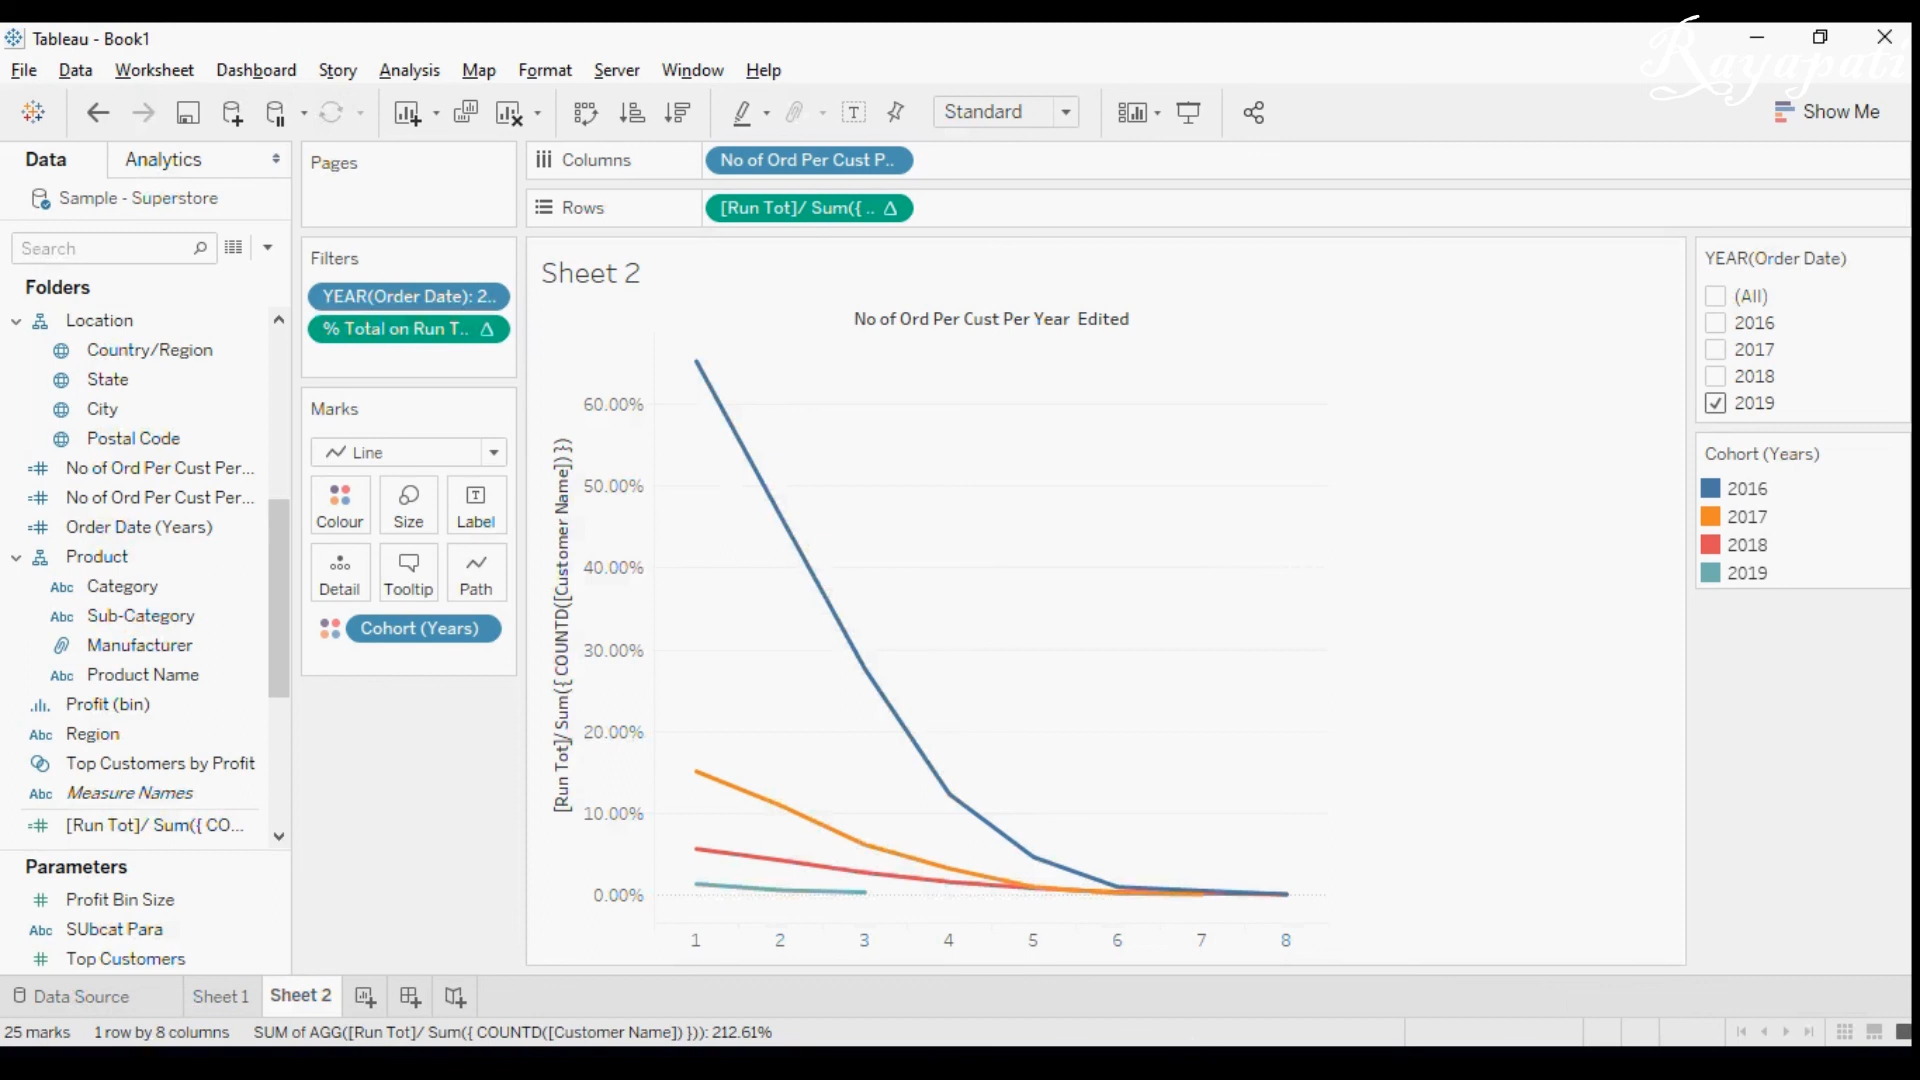 Rayapati
Tableau - Book1
File Data Worksheet Dashboard Story Analysis Map Format Server Window Help
Standard
Show Me
Data
Analytics
Sample - Superstore
Search
Folders
Location
Country/Region
State
City
Postal Code
No of Ord Per Cust Per...
No of Ord Per Cust Per...
Order Date (Years)
Product
Abc Category
Abc Sub-Category
Manufacturer
Abc Product Name
Profit (bin)
Abc Region
Top Customers by Profit
Abc Measure Names
[Run Tot]/ Sum({ CO...
Parameters
Profit Bin Size
Abc SUbcat Para
Top Customers
Pages
Filters
YEAR(Order Date): 2..
% Total on Run T..
Marks
Line
Colour Size Label
Detail Tooltip Path
Cohort (Years)
Columns
No of Ord Per Cust P..
Rows
[Run Tot]/ Sum({ ..
Sheet 2
No of Ord Per Cust Per Year Edited
[Run Tot]/ Sum({ COUNTD([Customer Name]) })
60.00%
50.00%
40.00%
30.00%
20.00%
10.00%
0.00%
1 2 3 4 5 6 7 8
YEAR(Order Date)
(All)
2016
2017
2018
2019
Cohort (Years)
2016
2017
2018
2019
Data Source Sheet 1 Sheet 2
25 marks 1 row by 8 columns SUM of AGG([Run Tot]/ Sum({ COUNTD([Customer Name]) })): 212.61%